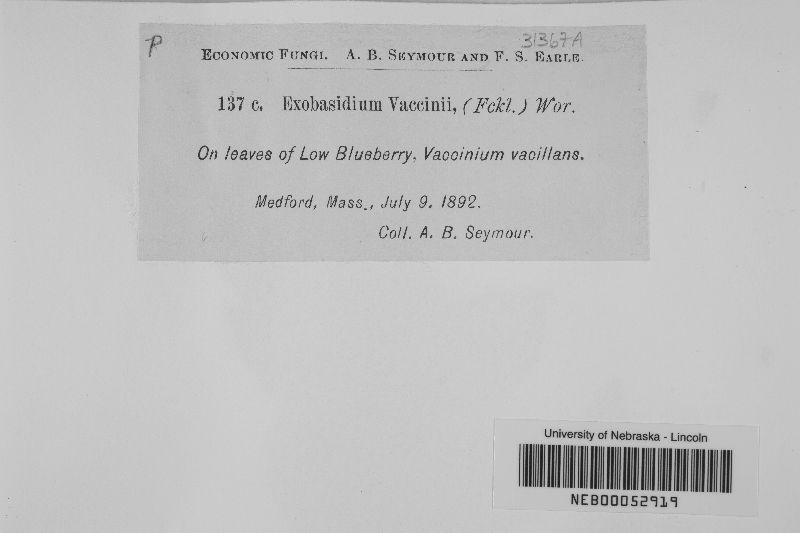 P
31367A
ECONOMIC FUNGI. A. B. SEYMOUR AND F. S. EARLE.
137 c. Exobasidium Vaccinii, (Fckl.) Wor.
On leaves of Low Blueberry, Vaccinium vacillans.
Medford, Mass., July 9. 1892.
Coll. A. B. Seymour.
University of Nebraska - Lincoln
NEB00052919